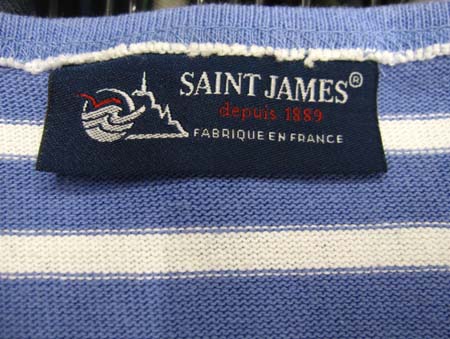 SAINT JAMES®
depuis 1889
FABRIQUE EN FRANCE